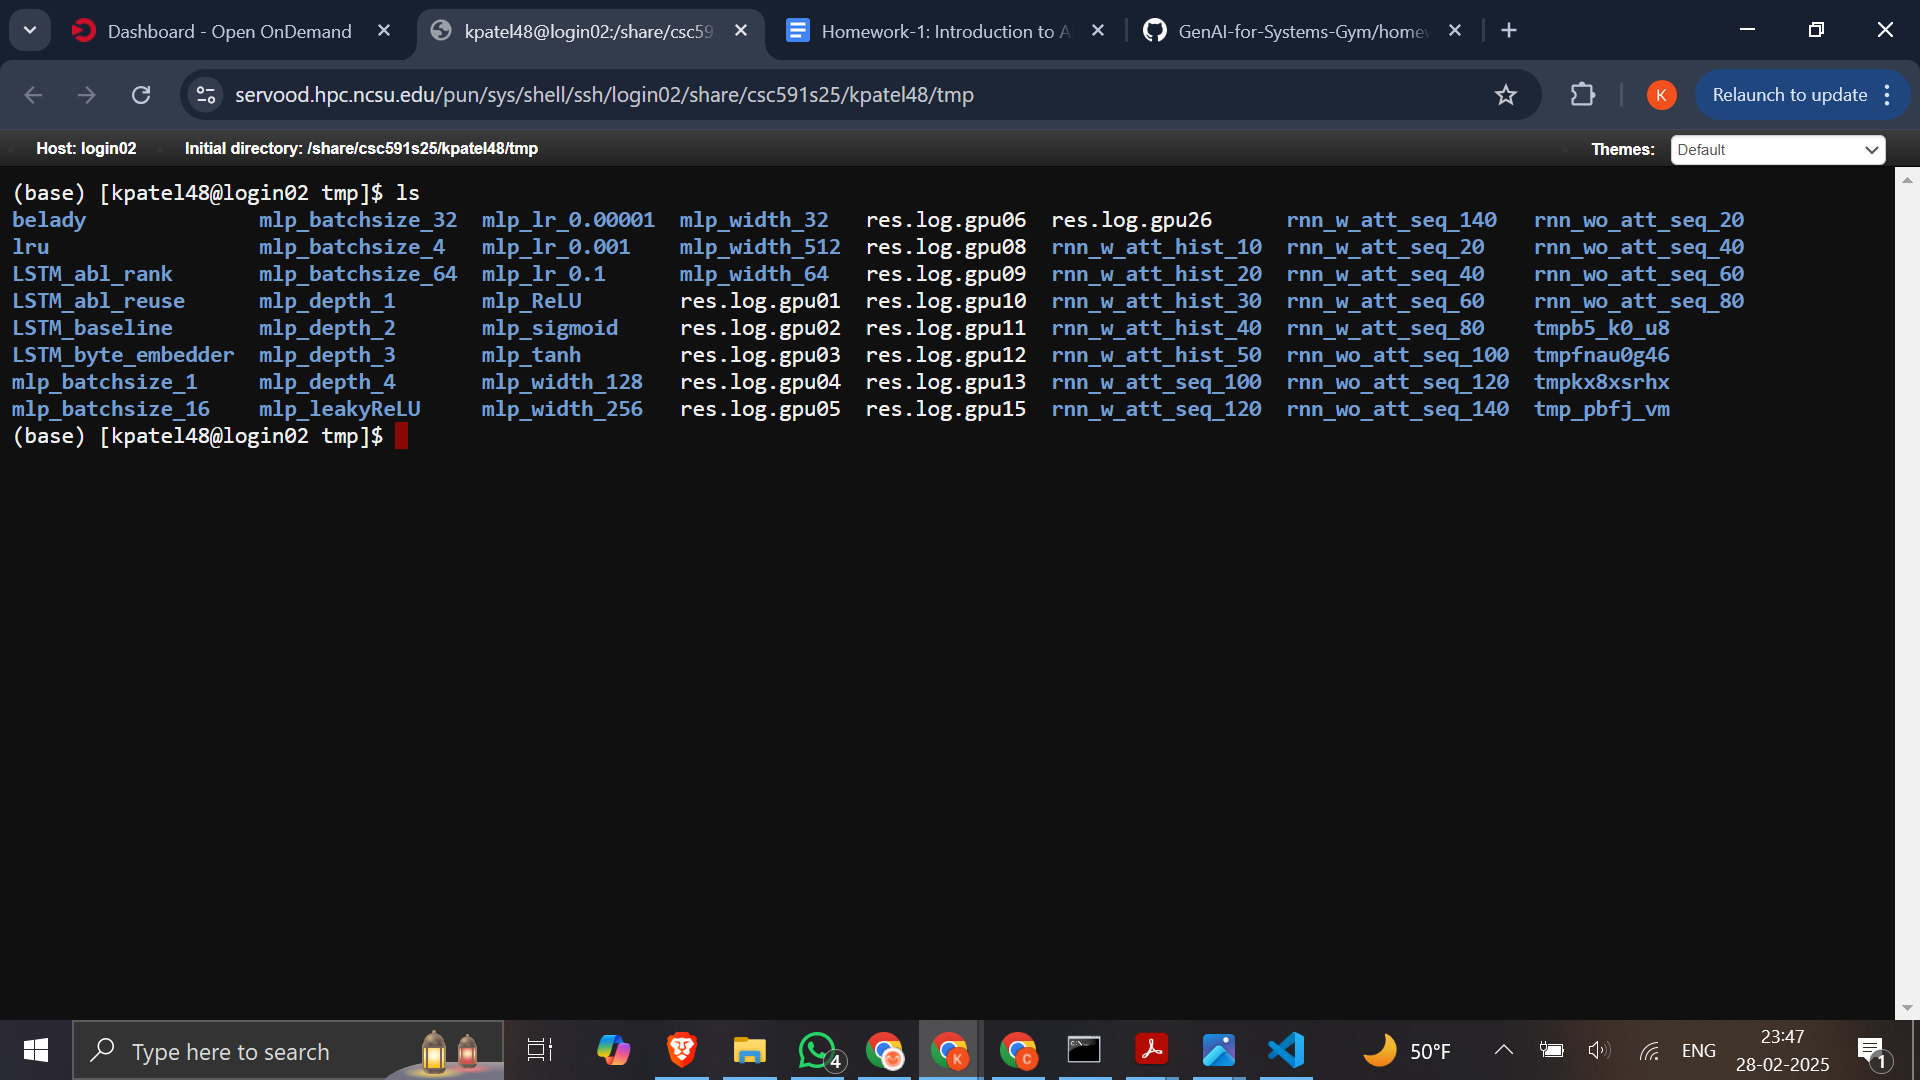 Dashboard - Open OnDemand
kpatel48@login02:/share/csc59
Homework-1: Introduction to A
GenAI-for-Systems-Gym/homew
servood.hpc.ncsu.edu/pun/sys/shell/ssh/login02/share/csc591s25/kpatel48/tmp
K
Relaunch to update
Host: login02 Initial directory: /share/csc591s25/kpatel48/tmp
Themes: Default
(base) [kpatel48@login02 tmp]$ ls
belady mlp_batchsize_32 mlp_lr_0.00001 mlp_width_32 res.log.gpu06 res.log.gpu26 rnn_w_att_seq_140 rnn_wo_att_seq_20
lru mlp_batchsize_4 mlp_lr_0.001 mlp_width_512 res.log.gpu08 rnn_w_att_hist_10 rnn_w_att_seq_20 rnn_wo_att_seq_40
LSTM_abl_rank mlp_batchsize_64 mlp_lr_0.1 mlp_width_64 res.log.gpu09 rnn_w_att_hist_20 rnn_w_att_seq_40 rnn_wo_att_seq_60
LSTM_abl_reuse mlp_depth_1 mlp_ReLU res.log.gpu01 res.log.gpu10 rnn_w_att_hist_30 rnn_w_att_seq_60 rnn_wo_att_seq_80
LSTM_baseline mlp_depth_2 mlp_sigmoid res.log.gpu02 res.log.gpu11 rnn_w_att_hist_40 rnn_w_att_seq_80 tmpb5_k0_u8
LSTM_byte_embedder mlp_depth_3 mlp_tanh res.log.gpu03 res.log.gpu12 rnn_w_att_hist_50 rnn_wo_att_seq_100 tmpfnau0g46
mlp_batchsize_1 mlp_depth_4 mlp_width_128 res.log.gpu04 res.log.gpu13 rnn_w_att_seq_100 rnn_wo_att_seq_120 tmpkx8xsrhx
mlp_batchsize_16 mlp_leakyReLU mlp_width_256 res.log.gpu05 res.log.gpu15 rnn_w_att_seq_120 rnn_wo_att_seq_140 tmp_pbfj_vm
(base) [kpatel48@login02 tmp]$
Type here to search
4
K
C
50°F
ENG
23:47
28-02-2025
1